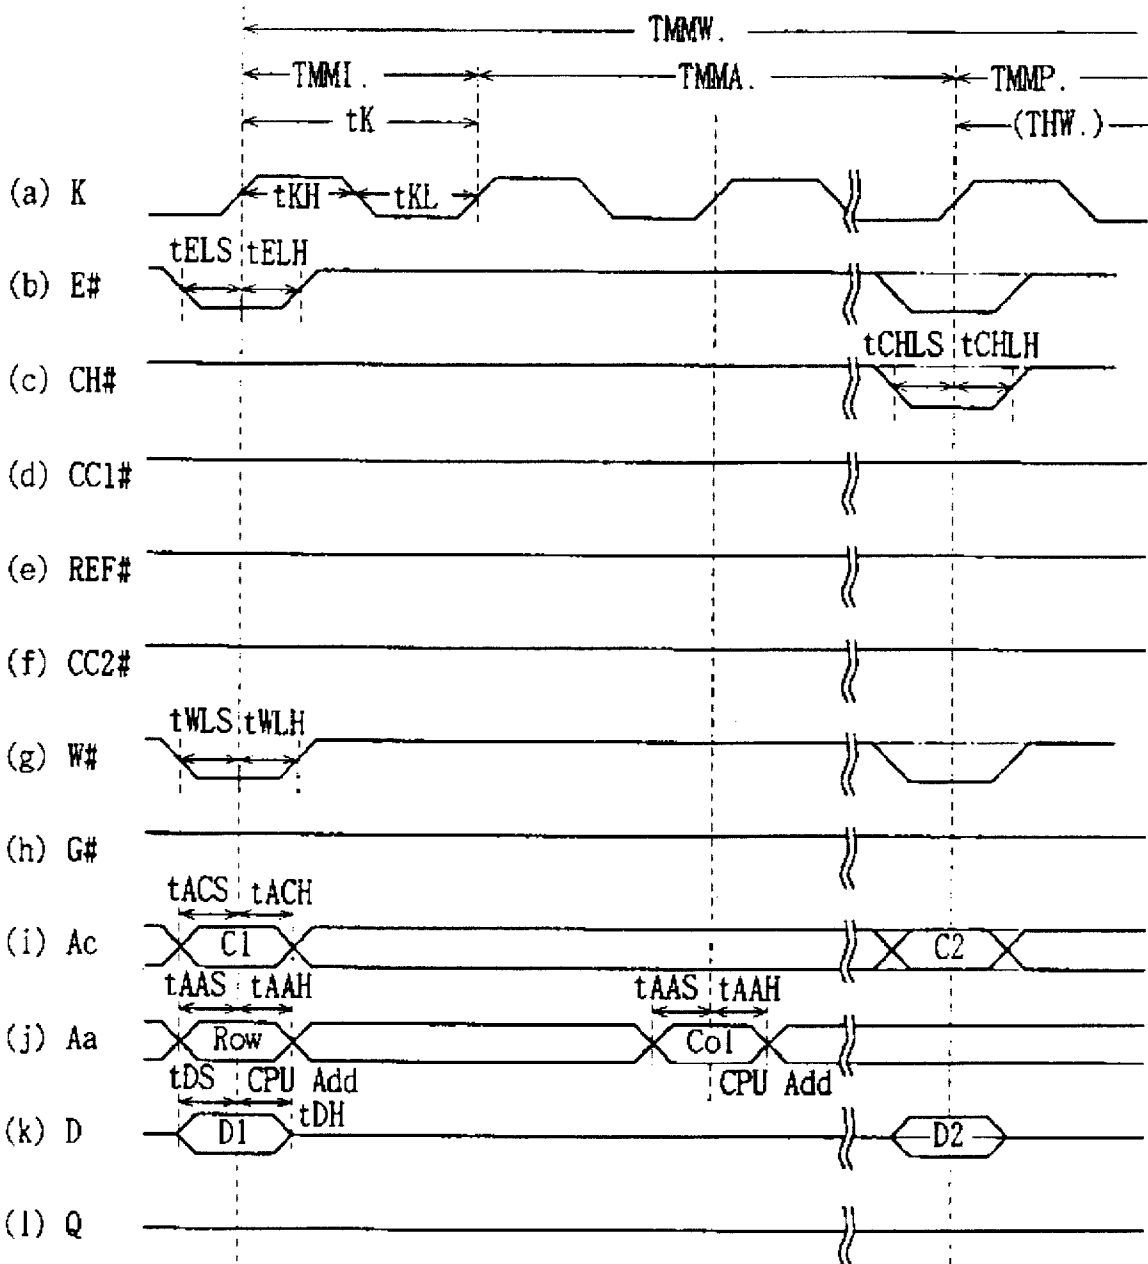 TMMW.
TMMI. TMMA. TMMP.
tK (THW.)
(a) K tKH tKL
tELS tELH
(b) E#
tCHLS tCHLH
(c) CH#
(d) CC1#
(e) REF#
(f) CC2#
tWLS tWLH
(g) W#
(h) G#
tACS tACH
(i) Ac C1 C2
tAAS tAAH tAAS tAAH
(j) Aa Row Col
tDS CPU Add CPU Add
tDH
(k) D D1 D2
(l) Q